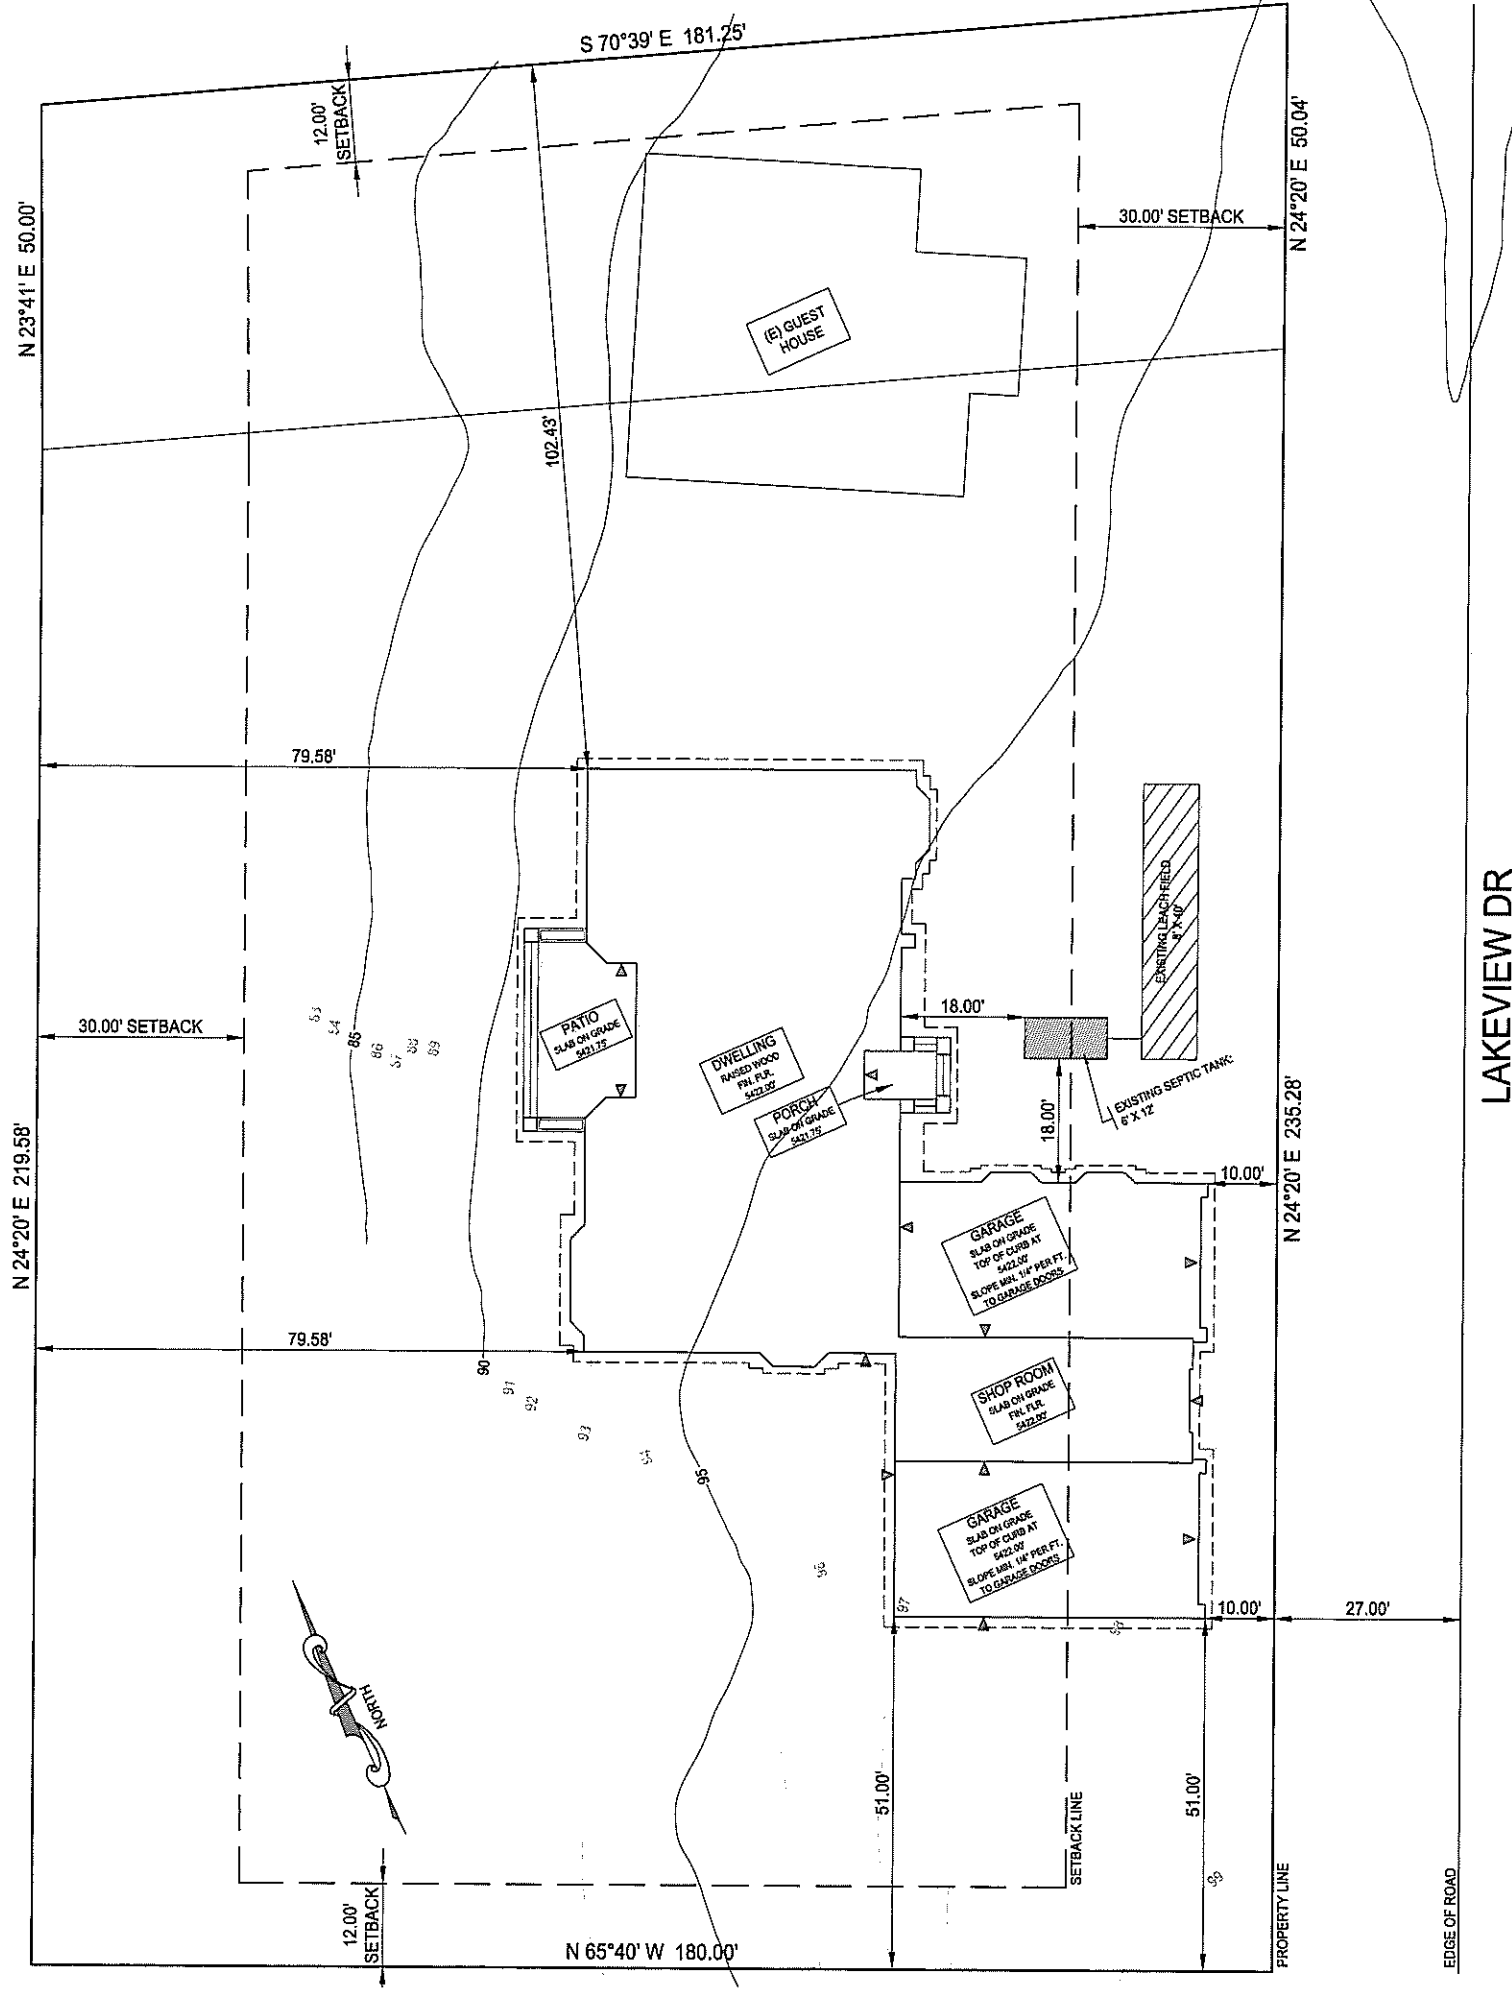 S 70°39' E 181.25'
12.00'
SETBACK
N 23°41' E 50.00'
N 24°20' E 50.04'
30.00' SETBACK
(E) GUEST
HOUSE
102.43'
79.58'
30.00' SETBACK
85
86
89
PATIO
SLAB ON GRADE
5421.75'
DWELLING
RAISED WOOD
FIN. FLR.
5422.00'
PORCH
SLAB ON GRADE
5421.75'
18.00'
18.00'
EXISTING LEACH FIELD
8' X 40'
EXISTING SEPTIC TANK:
6' X 12'
LAKEVIEW DR
N 24°20' E 219.58'
N 24°20' E 235.28'
10.00'
GARAGE
SLAB ON GRADE
TOP OF CURB AT
5422.00'
SLOPE MIN. 1/4" PER FT.
TO GARAGE DOORS
79.58'
90
91
92
93
94
95
96
97
98
99
SHOP ROOM
SLAB ON GRADE
FIN. FLR.
5422.00'
GARAGE
SLAB ON GRADE
TOP OF CURB AT
5422.00'
SLOPE MIN. 1/4" PER FT.
TO GARAGE DOORS
10.00'
27.00'
NORTH
51.00'
51.00'
SETBACK LINE
PROPERTY LINE
EDGE OF ROAD
12.00'
SETBACK
N 65°40' W 180.00'